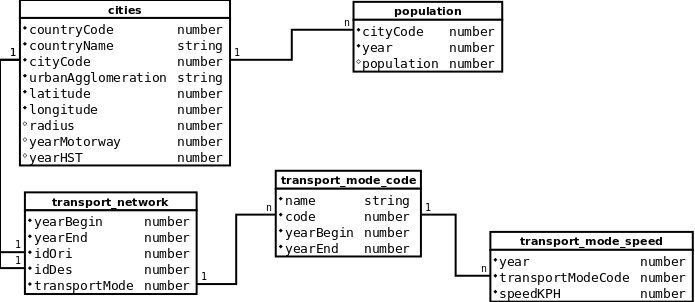 cities
countryCode number
countryName string
cityCode number
urbanAgglomeration string
latitude number
longitude number
radius number
yearMotorway number
yearHST number
1
1
n
population
cityCode number
year number
population number
transport_network
yearBegin number
yearEnd number
idOri number
idDes number
transportMode number
1
1
1
n
transport_mode_code
name string
code number
yearBegin number
yearEnd number
1
n
transport_mode_speed
year number
transportModeCode number
speedKPH number